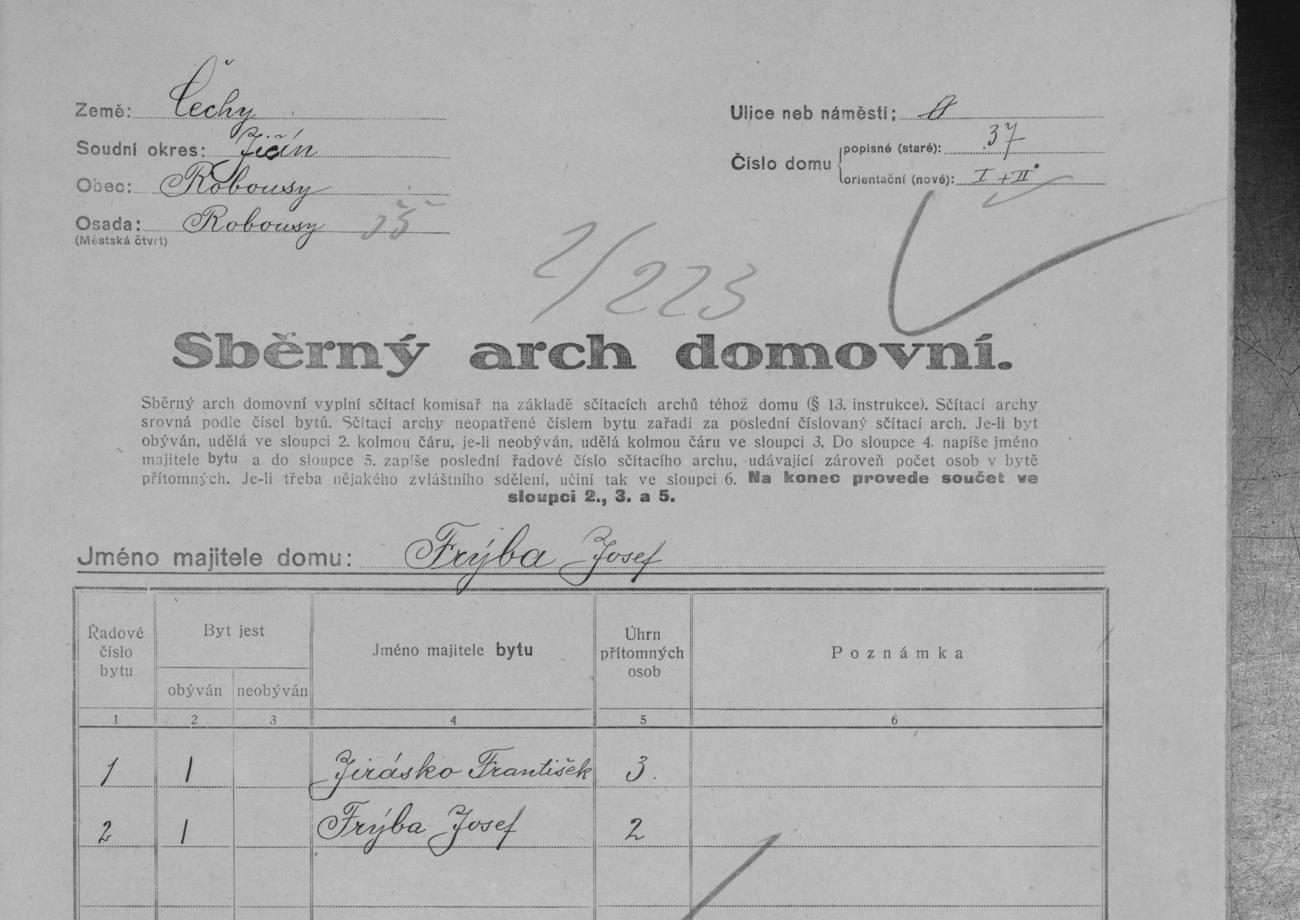 Země: Čechy
Soudní okres: Jičín
Obec: Robousy
Osada: Robousy
(Městská čtvrt)
Ulice neb náměstí:
Číslo domu
popisné (staré): 37
orientační (nové): I + II
2/223
Sběrný arch domovní.
Sběrný arch domovní vyplní sčítací komisař na základě sčítacích archů téhož domu (§ 13. instrukce). Sčítací archy
srovná podle čísel bytů. Sčítací archy neopatřené číslem bytu zařadí za poslední číslovaný sčítací arch. Je-li byt
obýván, udělá ve sloupci 2. kolmou čáru, je-li neobýván, udělá kolmou čáru ve sloupci 3. Do sloupce 4. napíše jméno
majitele bytu a do sloupce 5. zapíše poslední řadové číslo sčítacího archu, udávající zároveň počet osob v bytě
přítomných. Je-li třeba nějakého zvláštního sdělení, učiní tak ve sloupci 6. Na konec provede součet ve
sloupci 2., 3. a 5.
Jméno majitele domu: Frýba Josef
Řadové číslo bytu
Byt jest
obýván
neobýván
Jméno majitele bytu
Úhrn přítomných osob
Poznámka
1 2 3 4 5 6
1 1 Jirásko František 3.
2 1 Frýba Josef 2